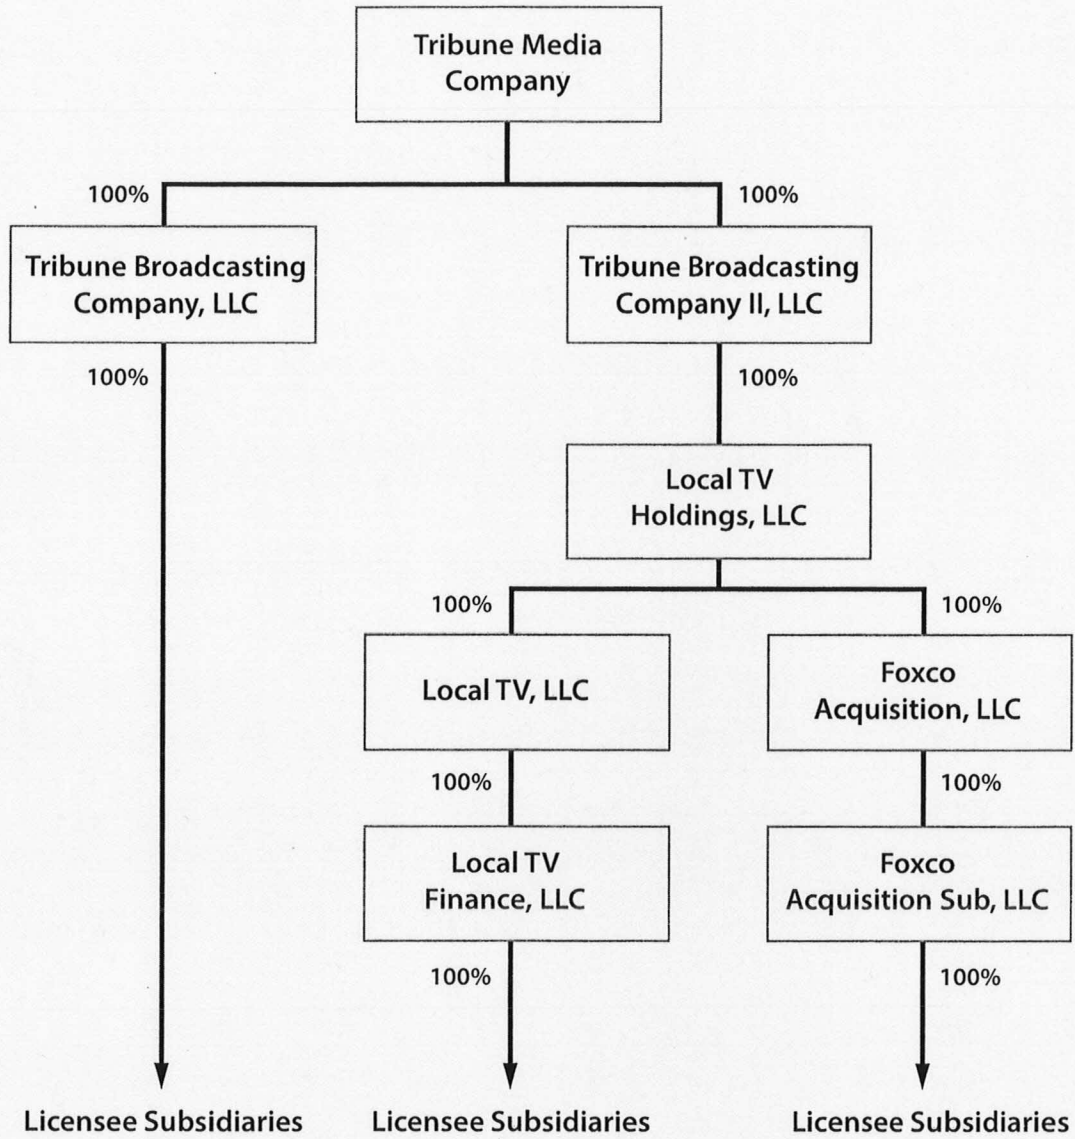 Tribune Media
Company
100%
100%
Tribune Broadcasting
Company, LLC
Tribune Broadcasting
Company II, LLC
100%
100%
Local TV
Holdings, LLC
100%
100%
Local TV, LLC
Foxco
Acquisition, LLC
100%
100%
Local TV
Finance, LLC
Foxco
Acquisition Sub, LLC
100%
100%
Licensee Subsidiaries
Licensee Subsidiaries
Licensee Subsidiaries